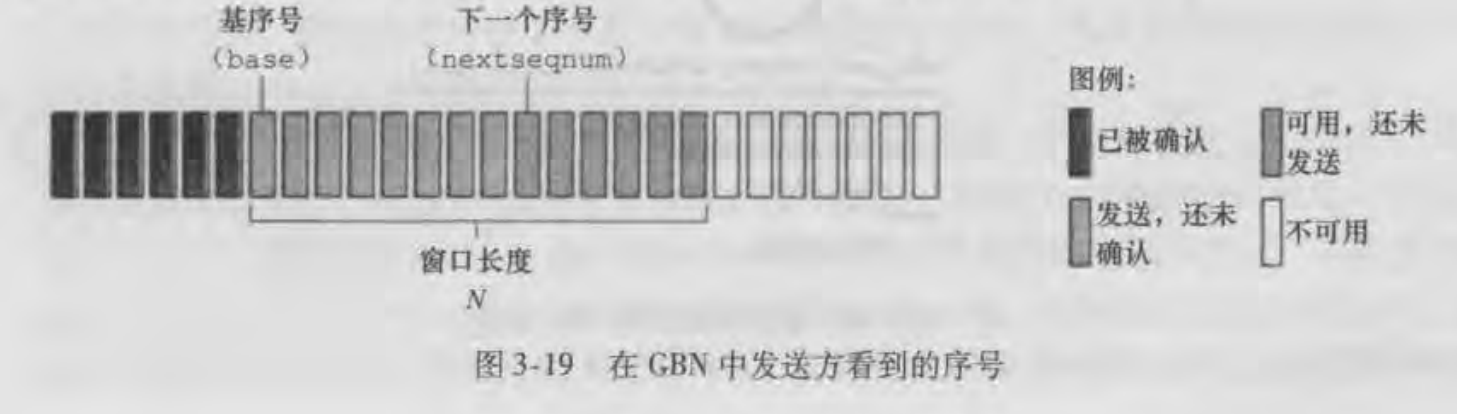 基序号
(base)
下一个序号
(nextseqnum)
窗口长度
N
图例:
已被确认
可用，还未
发送
发送，还未
确认
不可用
图 3-19 在 GBN 中发送方看到的序号